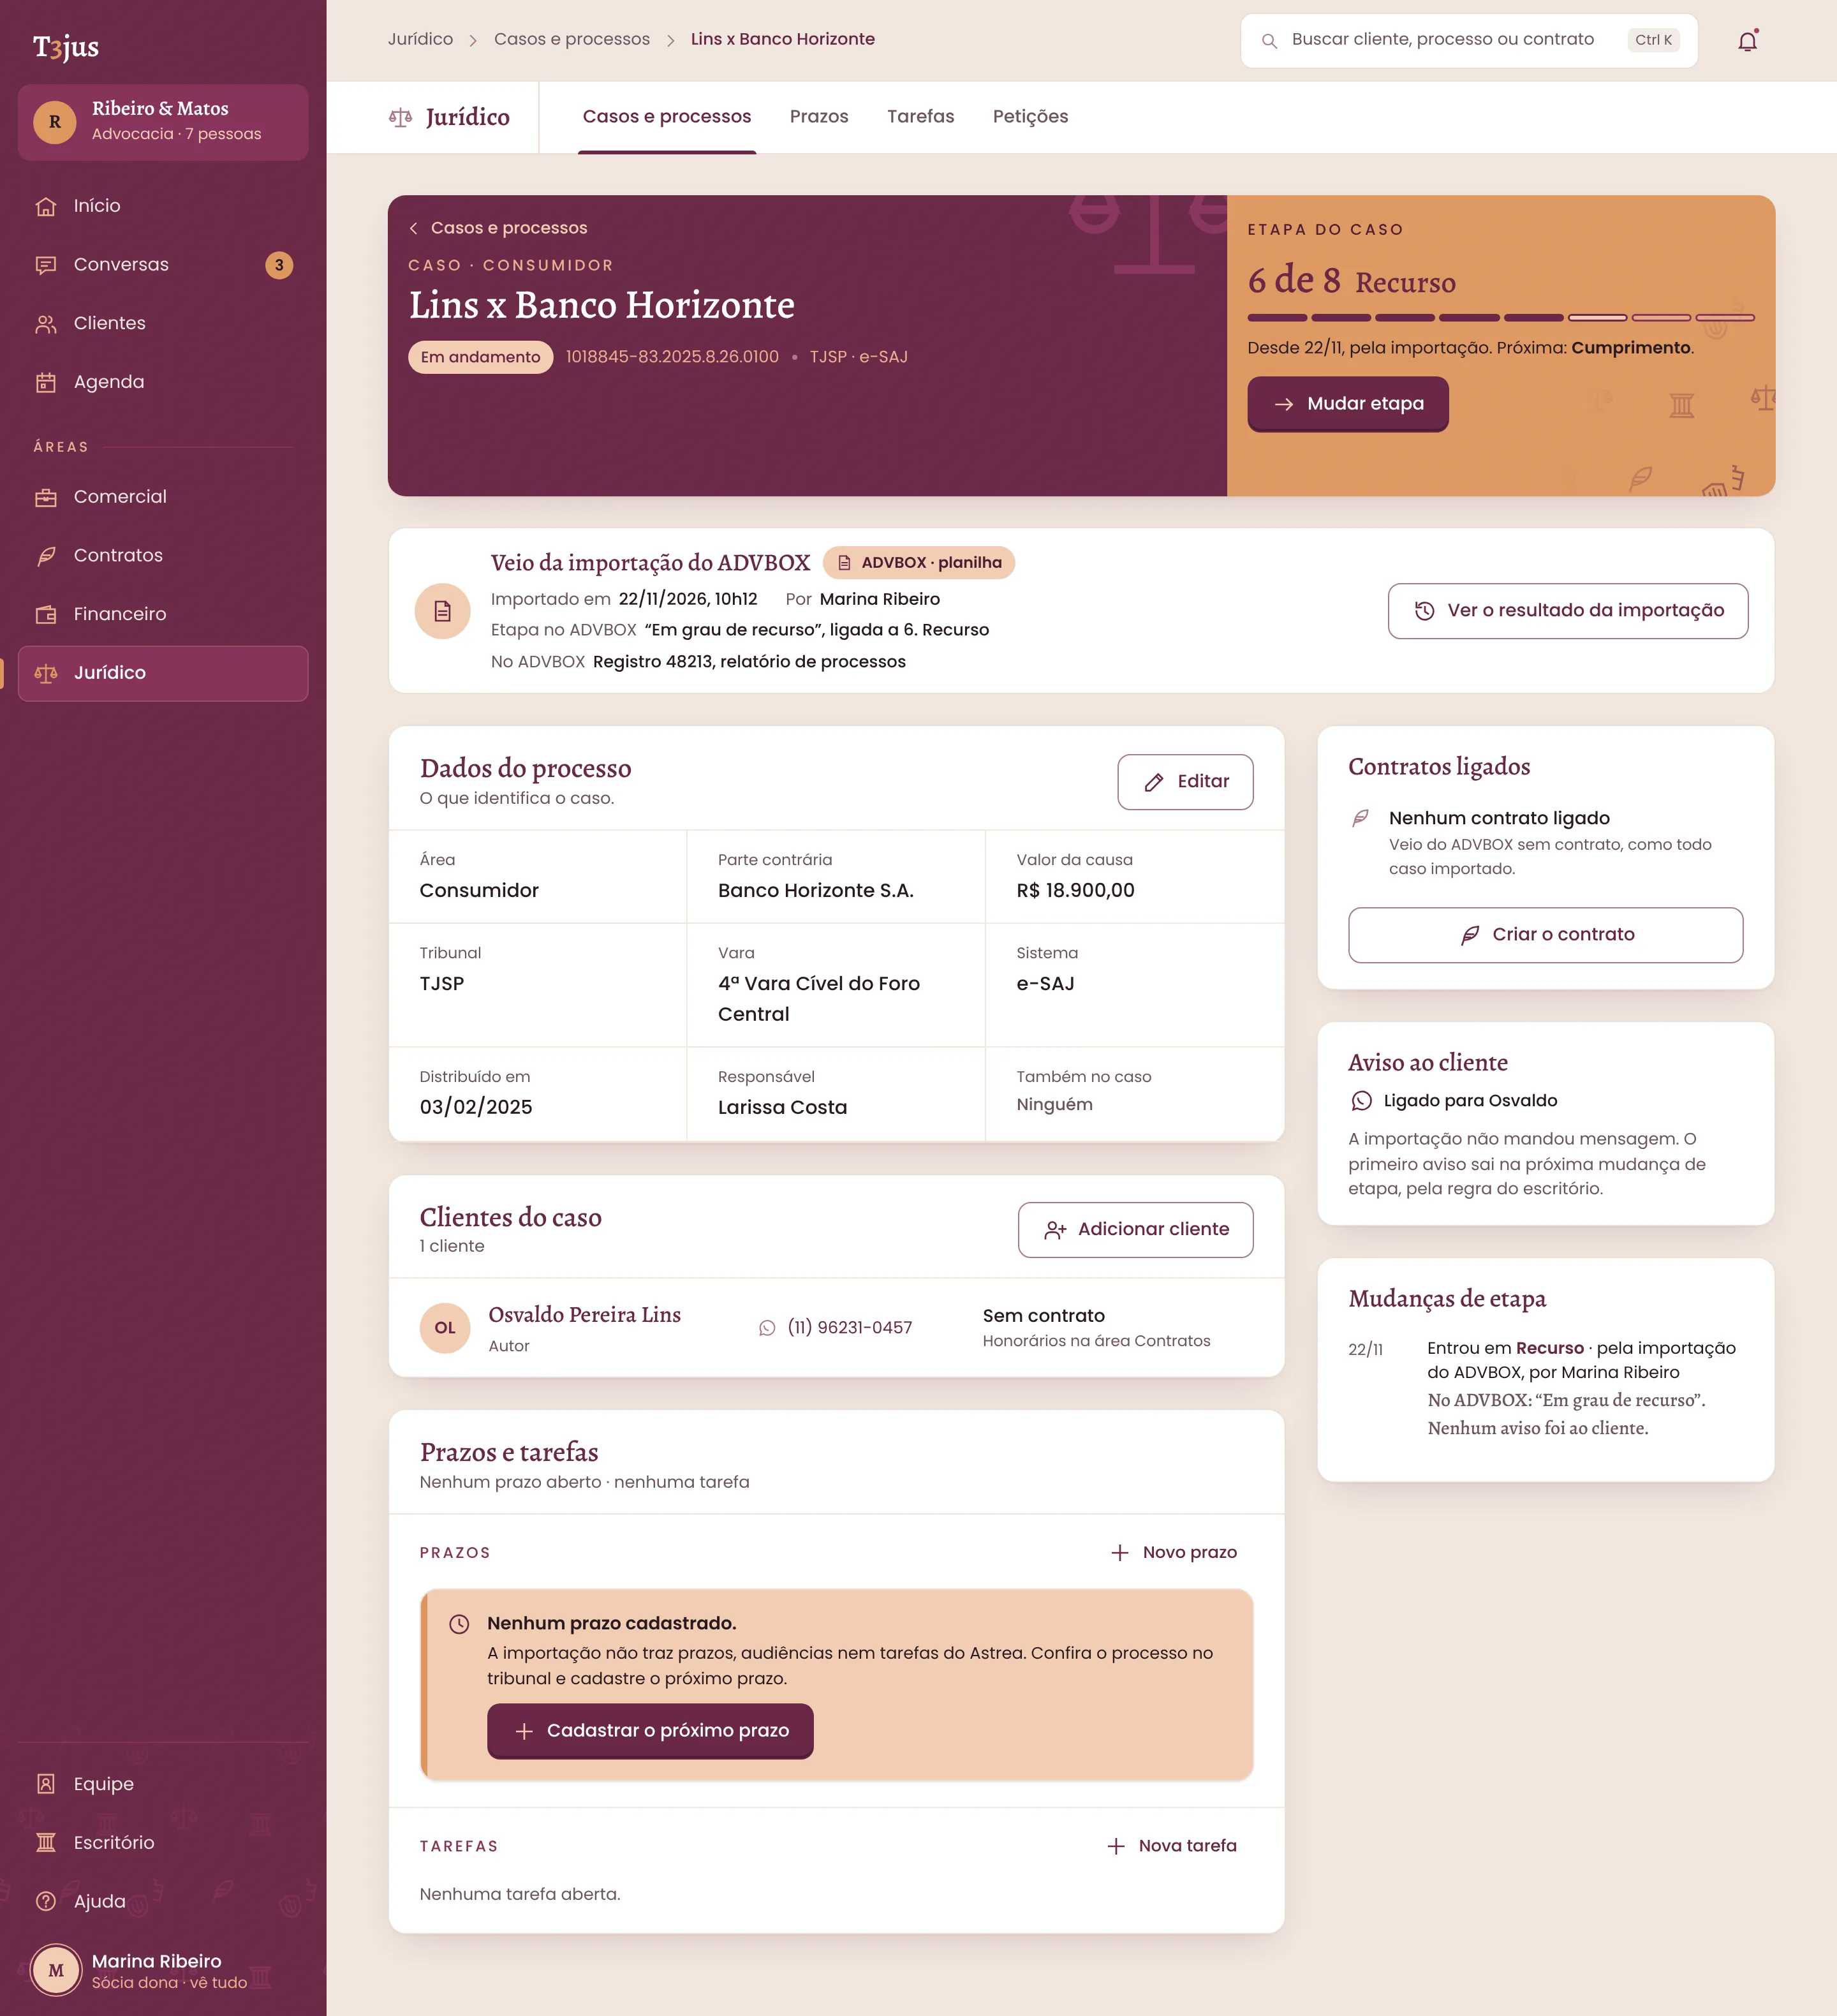 T3jus
R
Ribeiro & Matos
Advocacia · 7 pessoas
Início
Conversas
3
Clientes
Agenda
ÁREAS
Comercial
Contratos
Financeiro
Jurídico
Equipe
Escritório
Ajuda
M
Marina Ribeiro
Sócia dona · vê tudo
Jurídico
Casos e processos
Lins x Banco Horizonte
Buscar cliente, processo ou contrato
Ctrl K
Jurídico
Casos e processos
Prazos
Tarefas
Petições
Casos e processos
CASO · CONSUMIDOR
Lins x Banco Horizonte
Em andamento
1018845-83.2025.8.26.0100 • TJSP · e-SAJ
ETAPA DO CASO
6 de 8 Recurso
Desde 22/11, pela importação. Próxima: Cumprimento.
Mudar etapa
Veio da importação do ADVBOX
ADVBOX · planilha
Importado em 22/11/2026, 10h12 Por Marina Ribeiro
Etapa no ADVBOX “Em grau de recurso”, ligada a 6. Recurso
No ADVBOX Registro 48213, relatório de processos
Ver o resultado da importação
Dados do processo
O que identifica o caso.
Editar
Área
Consumidor
Parte contrária
Banco Horizonte S.A.
Valor da causa
R$ 18.900,00
Tribunal
TJSP
Vara
4ª Vara Cível do Foro
Central
Sistema
e-SAJ
Distribuído em
03/02/2025
Responsável
Larissa Costa
Também no caso
Ninguém
Clientes do caso
1 cliente
Adicionar cliente
OL
Osvaldo Pereira Lins
Autor
(11) 96231-0457
Sem contrato
Honorários na área Contratos
Prazos e tarefas
Nenhum prazo aberto · nenhuma tarefa
PRAZOS
Novo prazo
Nenhum prazo cadastrado.
A importação não traz prazos, audiências nem tarefas do Astrea. Confira o processo no
tribunal e cadastre o próximo prazo.
Cadastrar o próximo prazo
TAREFAS
Nova tarefa
Nenhuma tarefa aberta.
Contratos ligados
Nenhum contrato ligado
Veio do ADVBOX sem contrato, como todo
caso importado.
Criar o contrato
Aviso ao cliente
Ligado para Osvaldo
A importação não mandou mensagem. O
primeiro aviso sai na próxima mudança de
etapa, pela regra do escritório.
Mudanças de etapa
22/11
Entrou em Recurso · pela importação
do ADVBOX, por Marina Ribeiro
No ADVBOX: “Em grau de recurso”.
Nenhum aviso foi ao cliente.